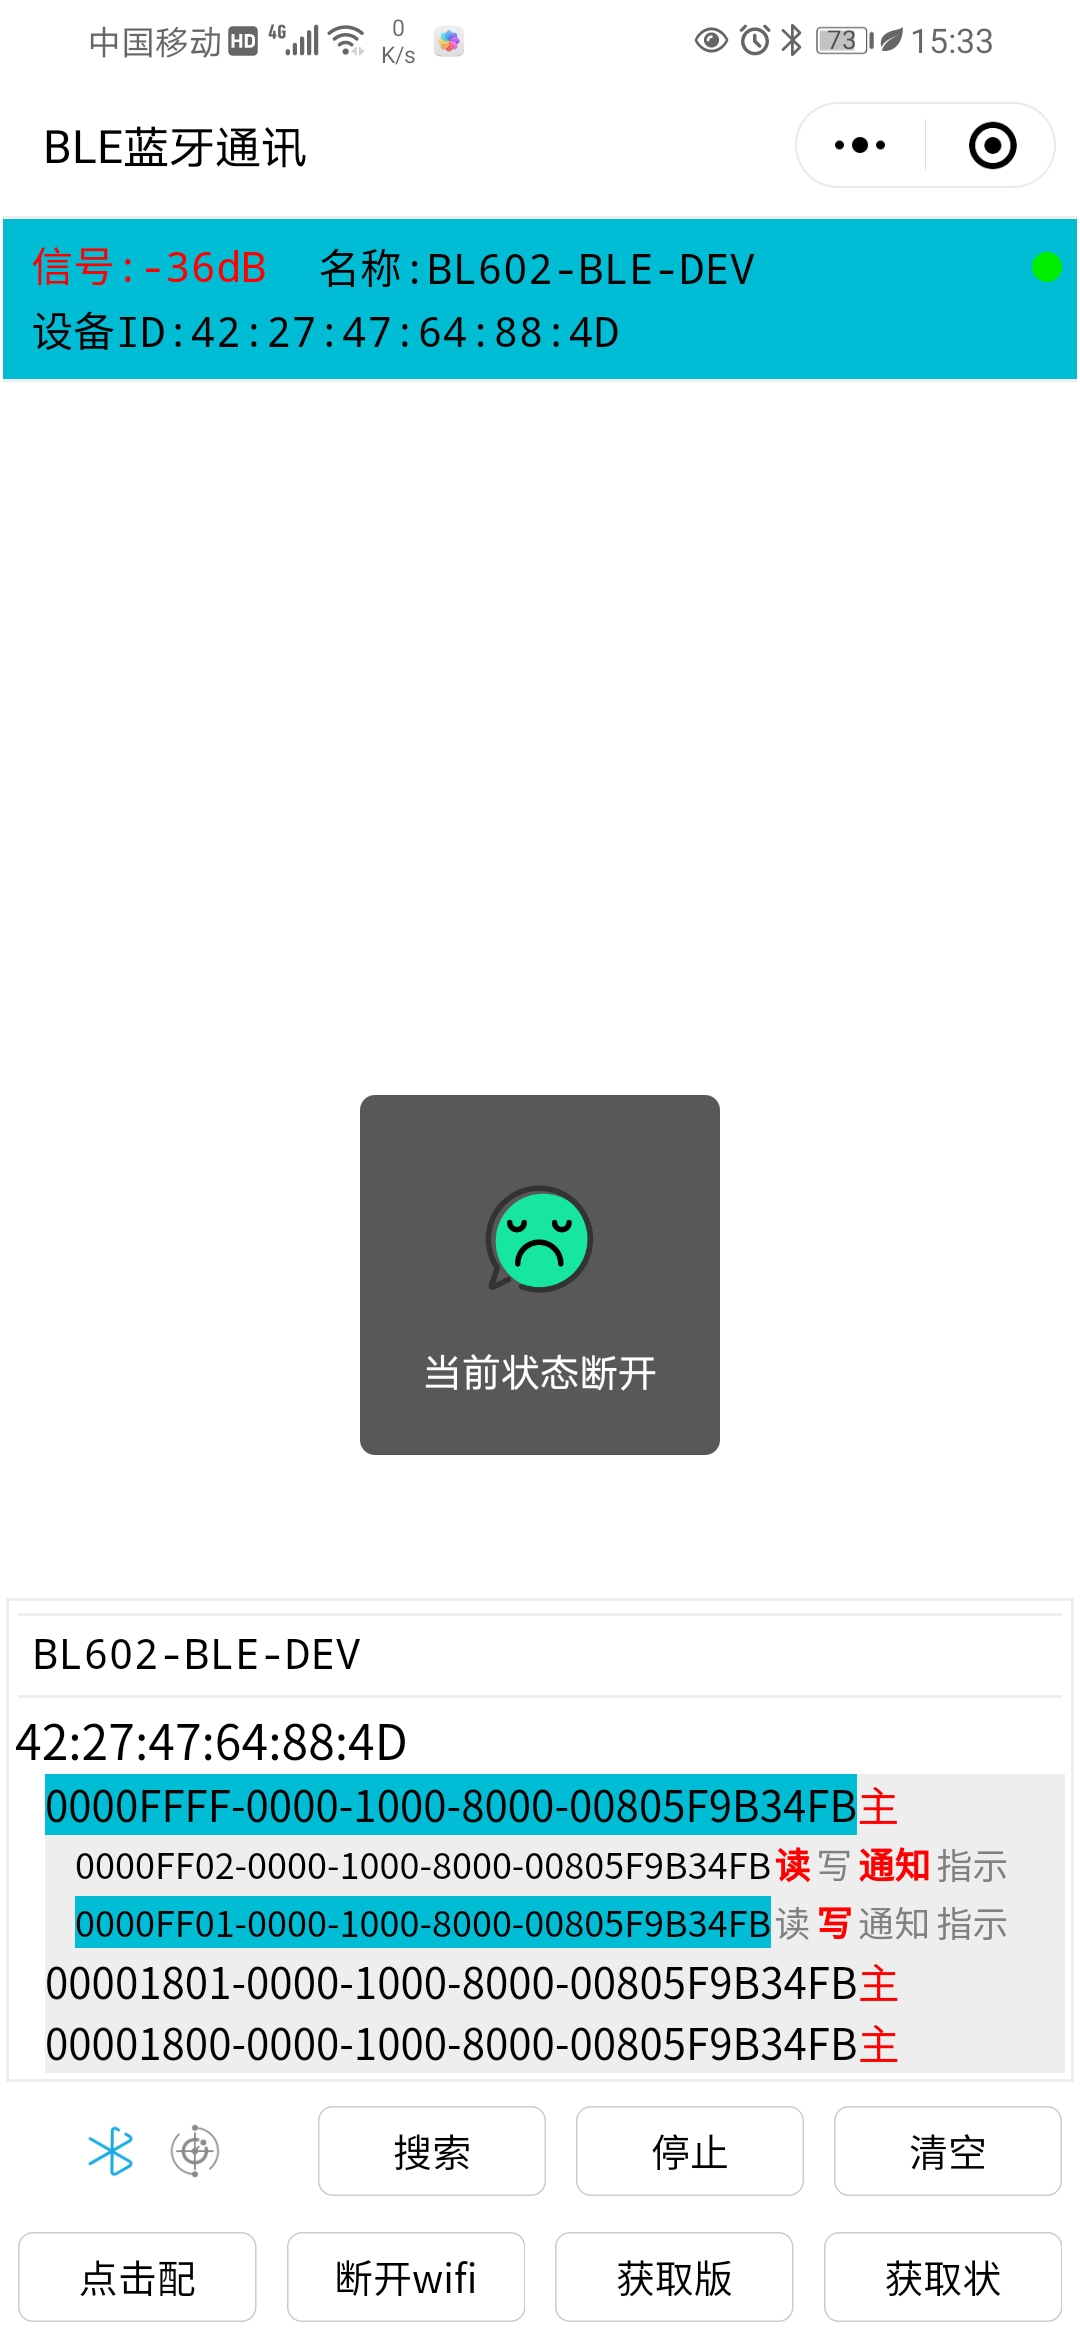 中国移动 HD 4G 0 K/s 73 15:33
BLE蓝牙通讯
信号:-36dB 名称:BL602-BLE-DEV
设备ID:42:27:47:64:88:4D
当前状态断开
BL602-BLE-DEV
42:27:47:64:88:4D
0000FFFF-0000-1000-8000-00805F9B34FB主
0000FF02-0000-1000-8000-00805F9B34FB读 写 通知 指示
0000FF01-0000-1000-8000-00805F9B34FB读 写 通知 指示
00001801-0000-1000-8000-00805F9B34FB主
00001800-0000-1000-8000-00805F9B34FB主
搜索 停止 清空
点击配 断开wifi 获取版 获取状